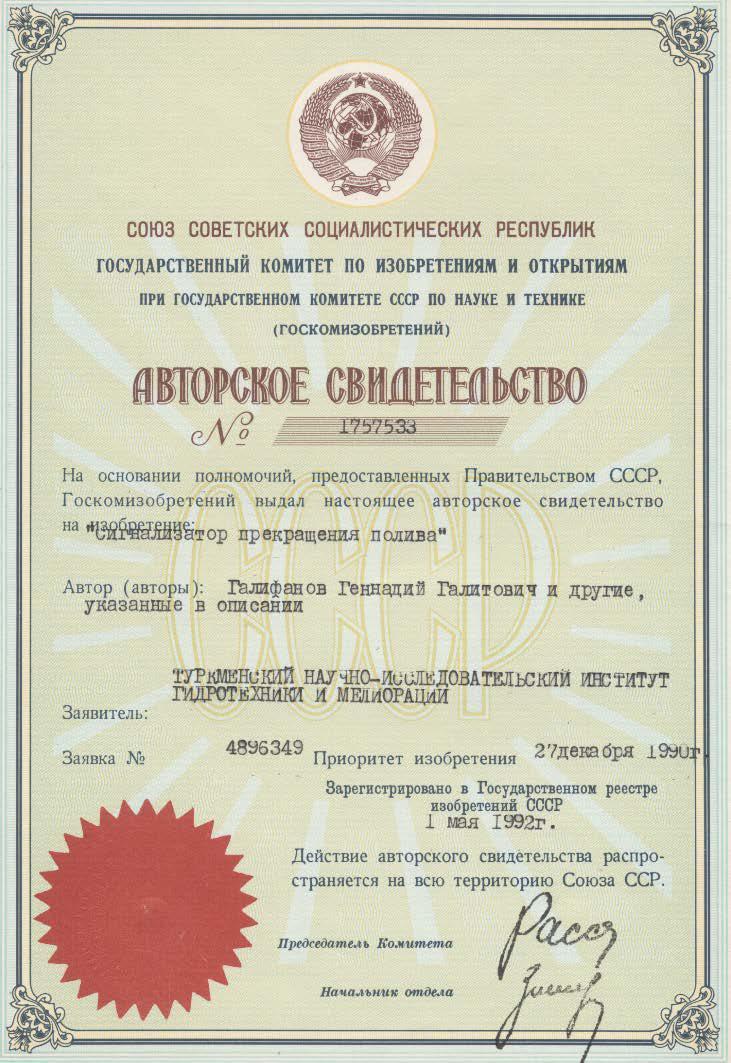 СОЮЗ СОВЕТСКИХ СОЦИАЛИСТИЧЕСКИХ РЕСПУБЛИК
ГОСУДАРСТВЕННЫЙ КОМИТЕТ ПО ИЗОБРЕТЕНИЯМ И ОТКРЫТИЯМ
ПРИ ГОСУДАРСТВЕННОМ КОМИТЕТЕ СССР ПО НАУКЕ И ТЕХНИКЕ
(ГОСКОМИЗОБРЕТЕНИЙ)
АВТОРСКОЕ СВИДЕТЕЛЬСТВО
№ 1757533
На основании полномочий, предоставленных Правительством СССР,
Госкомизобретений выдал настоящее авторское свидетельство
на изобретение:
"Сигнализатор прекращения полива"
Автор (авторы): Галифанов Геннадий Галитович и другие,
указанные в описании
СССР
ТУРКМЕНСКИЙ НАУЧНО-ИССЛЕДОВАТЕЛЬСКИЙ ИНСТИТУТ
ГИДРОТЕХНИКИ И МЕЛИОРАЦИИ
Заявитель:
Заявка № 4896349 Приоритет изобретения 27декабря 1990г.
Зарегистрировано в Государственном реестре
изобретений СССР
1 мая 1992г.
Действие авторского свидетельства распро-
страняется на всю территорию Союза ССР.
Председатель Комитета
Начальник отдела